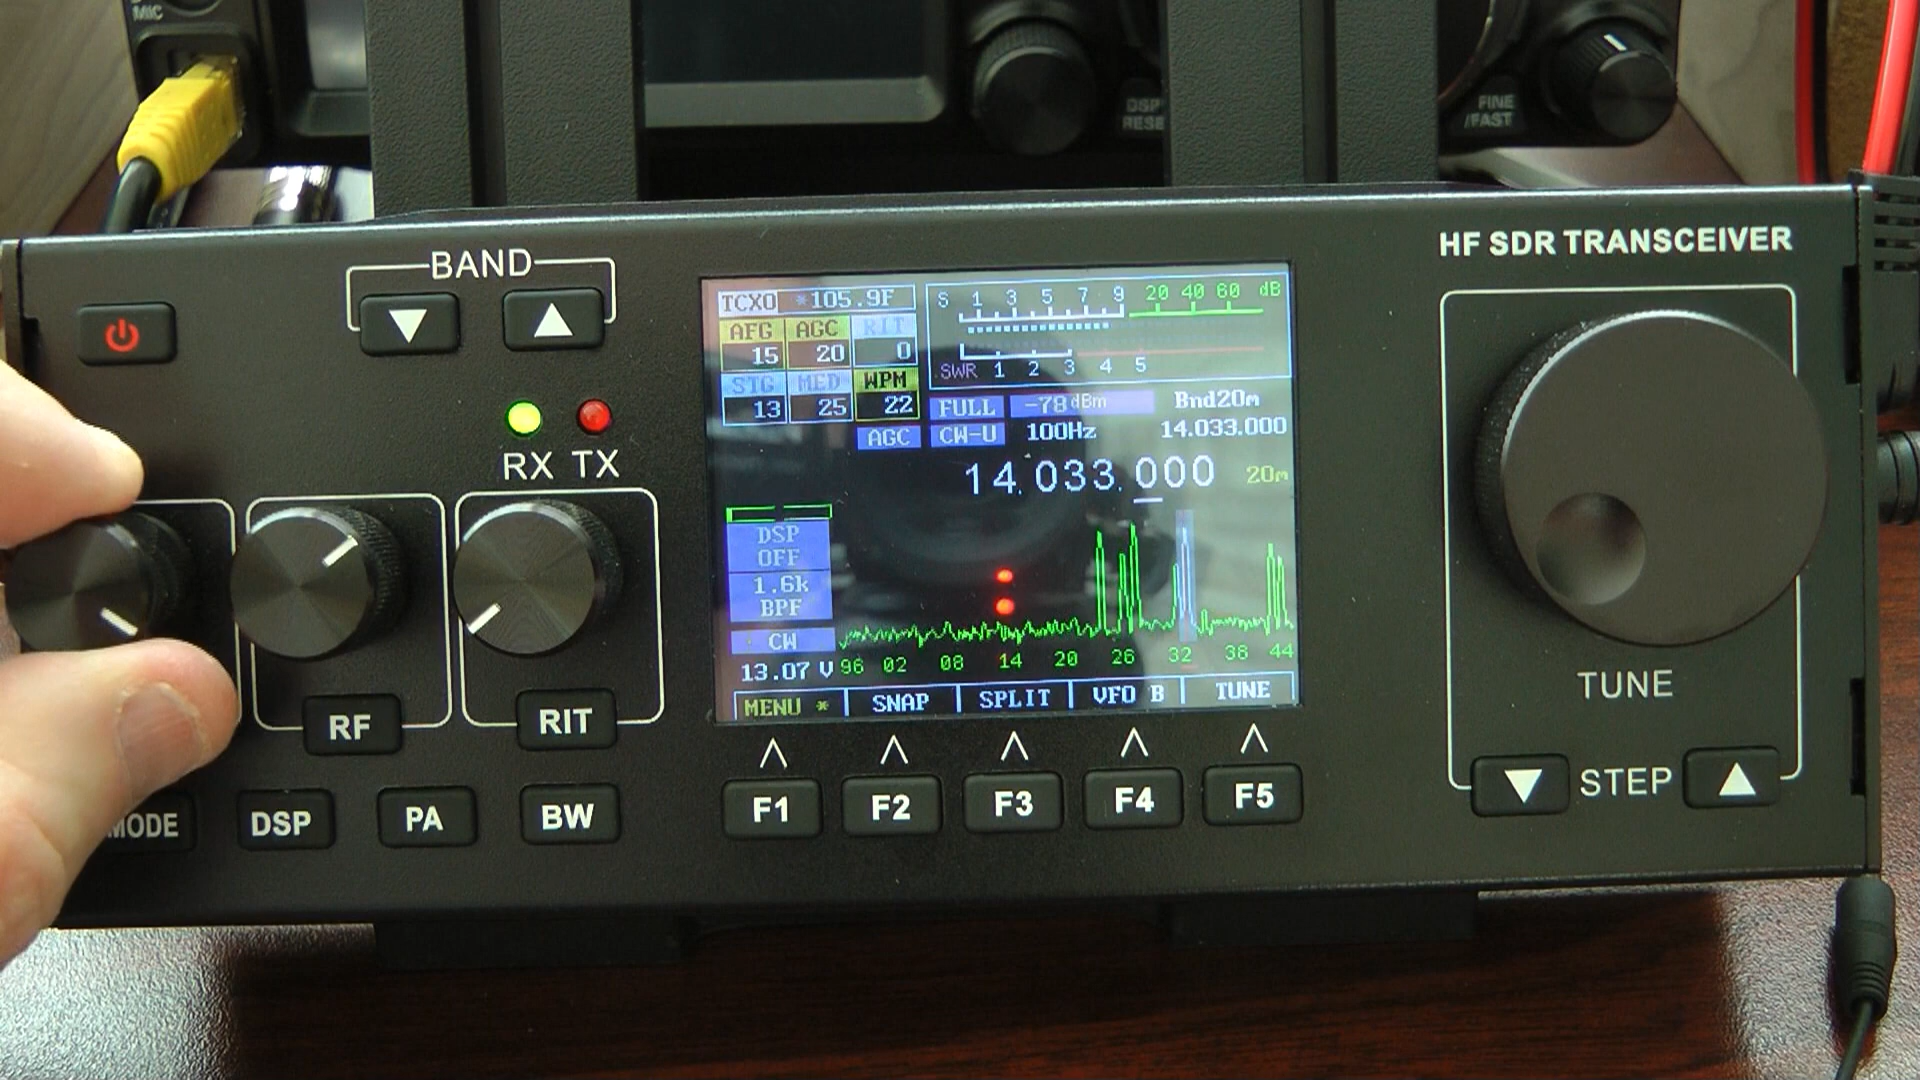 MIC
DSP
FINE
/FAST
HF SDR TRANSCEIVER
BAND
TCXO *105.9F
AFG AGC RIT
15 20 0
STG MED WPM
13 25 22
S 1 3 5 7 9 20 40 60 dB
SWR 1 2 3 4 5
FULL -78dBm Bnd20m
AGC CW-U 100Hz 14.033.000
14.033.000 20m
RX TX
DSP
OFF
1.6k
BPF
CW
13.07 V 96 02 08 14 20 26 32 38 44
MENU * SNAP SPLIT VFO B TUNE
RF
RIT
TUNE
STEP
MODE DSP PA BW F1 F2 F3 F4 F5